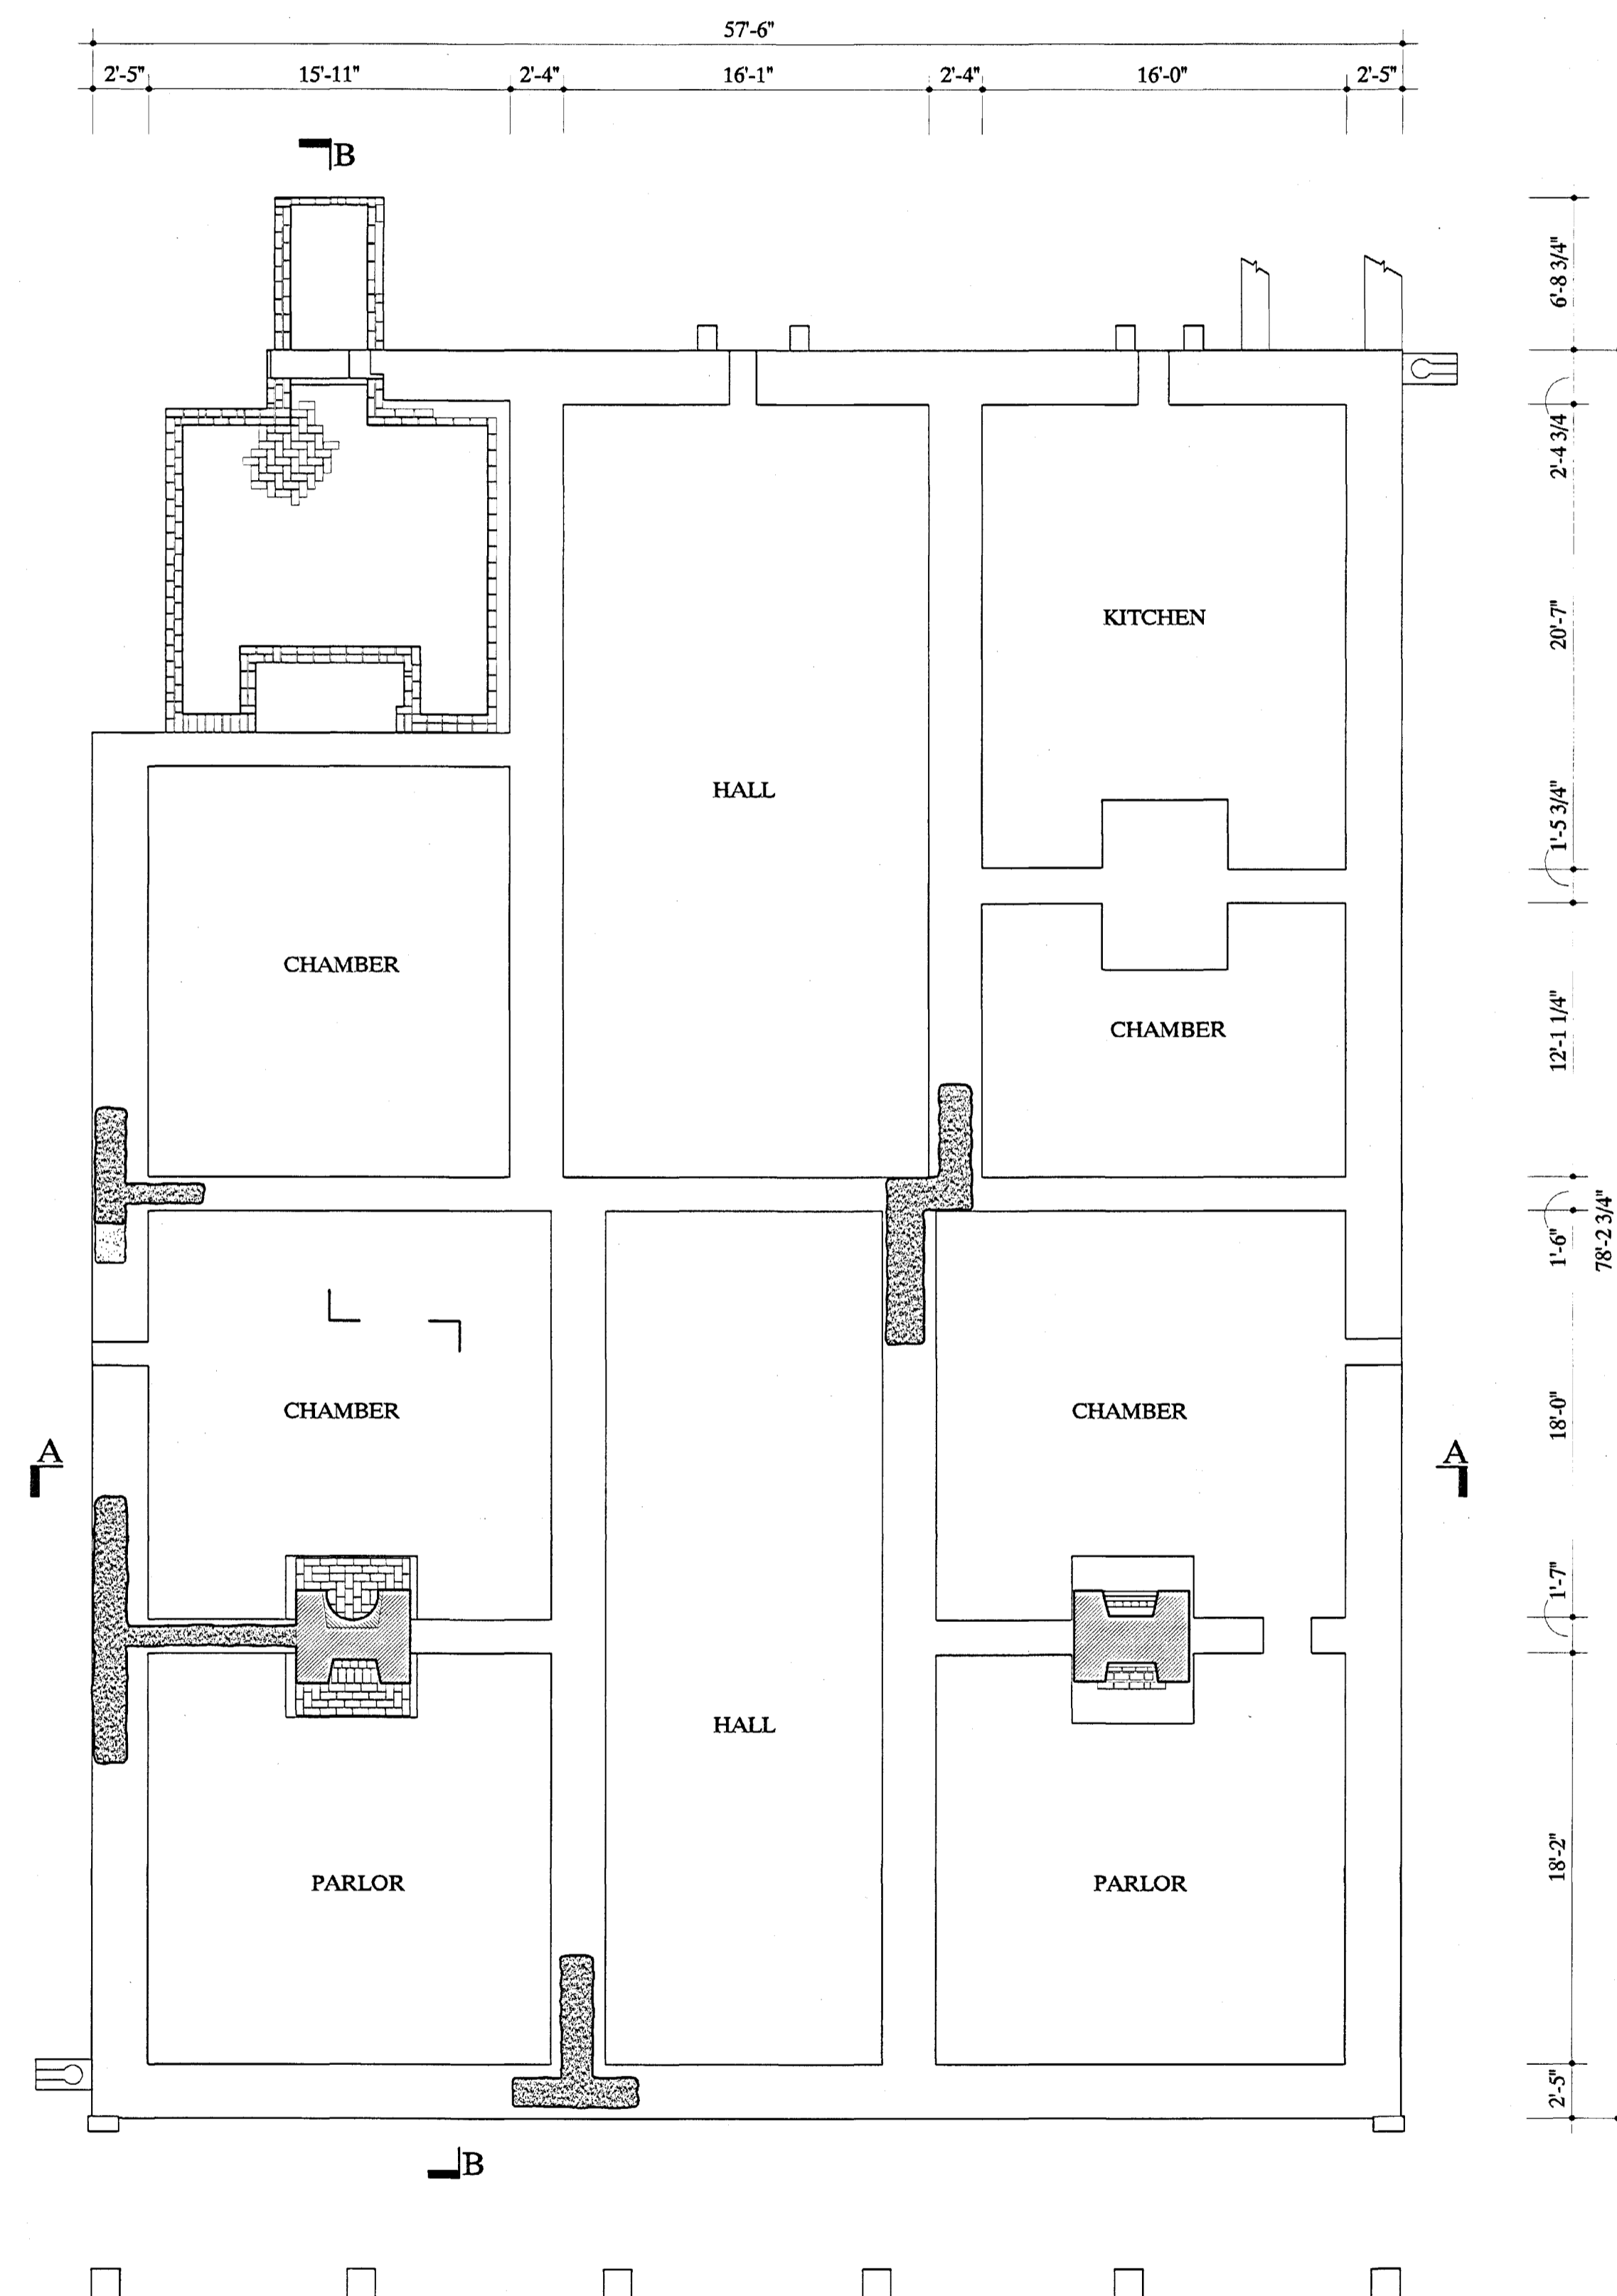 57'-6"
2'-5" 15'-11" 2'-4" 16'-1" 2'-4" 16'-0" 2'-5"
B
6'-8 3/4"
2'-4 3/4
KITCHEN
20'-7"
HALL
1'-5 3/4"
CHAMBER
CHAMBER
12'-1 1/4"
1'-6"
78'-2 3/4"
CHAMBER
CHAMBER
18'-0"
A
A
1'-7"
HALL
PARLOR
PARLOR
18'-2"
2'-5"
B